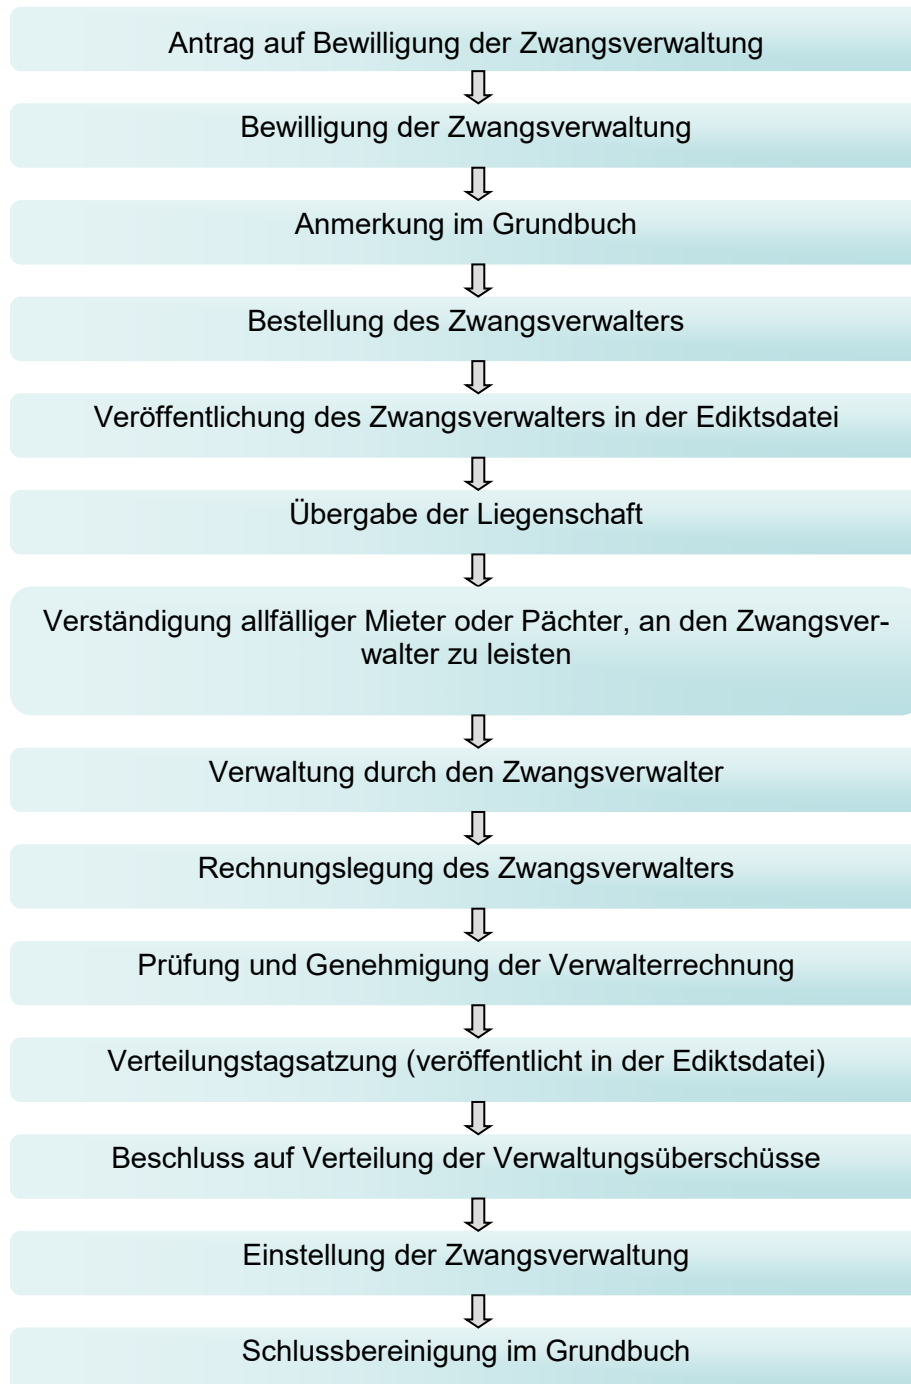 Antrag auf Bewilligung der Zwangsverwaltung
Bewilligung der Zwangsverwaltung
Anmerkung im Grundbuch
Bestellung des Zwangsverwalters
Veröffentlichung des Zwangsverwalters in der Ediktsdatei
Übergabe der Liegenschaft
Verständigung allfälliger Mieter oder Pächter, an den Zwangsver-
walter zu leisten
Verwaltung durch den Zwangsverwalter
Rechnungslegung des Zwangsverwalters
Prüfung und Genehmigung der Verwalterrechnung
Verteilungstagsatzung (veröffentlicht in der Ediktsdatei)
Beschluss auf Verteilung der Verwaltungsüberschüsse
Einstellung der Zwangsverwaltung
Schlussbereinigung im Grundbuch